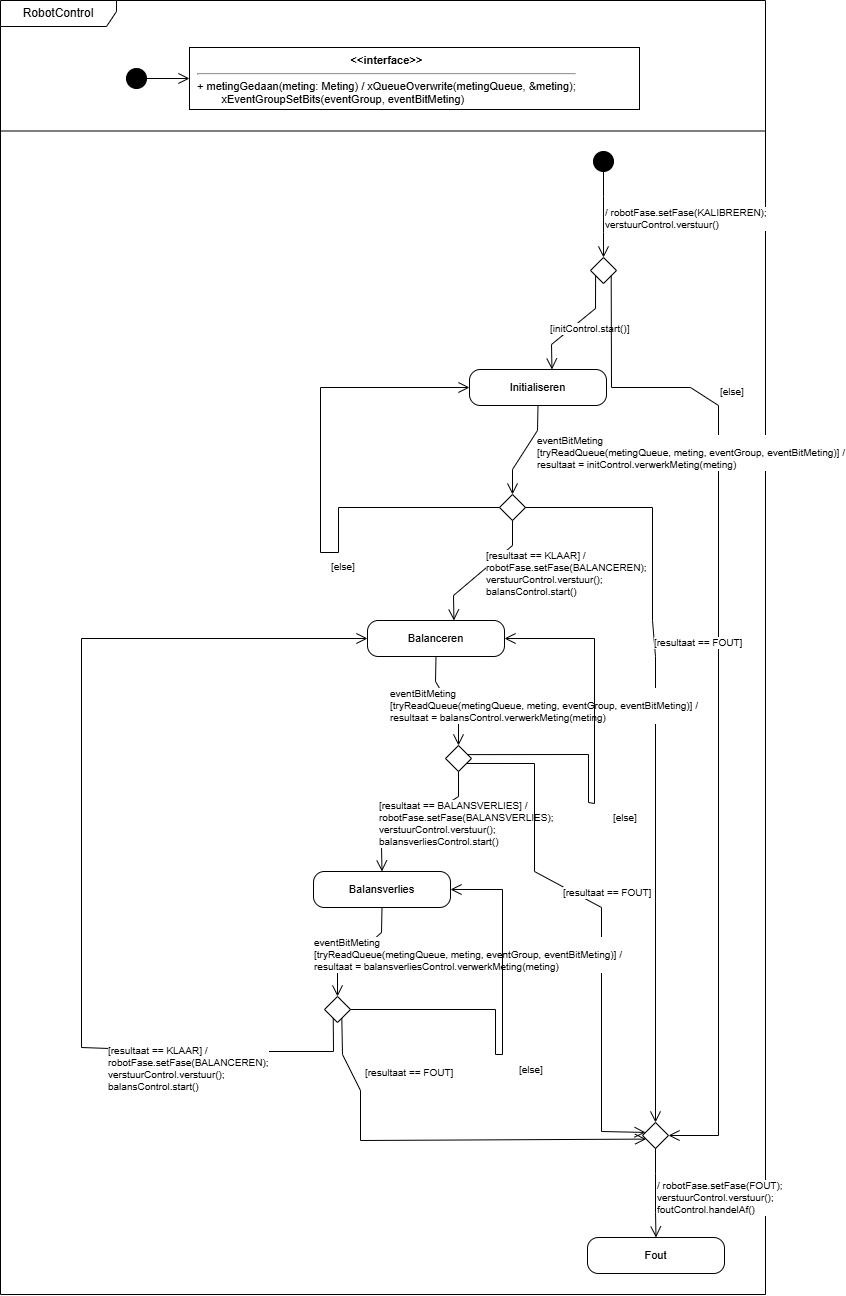 RobotControl
<<interface>>
+ metingGedaan(meting: Meting) / xQueueOverwrite(metingQueue, &meting);
xEventGroupSetBits(eventGroup, eventBitMeting)
/ robotFase.setFase(KALIBREREN);
verstuurControl.verstuur()
[initControl.start()]
Initialiseren
[else]
eventBitMeting
[tryReadQueue(metingQueue, meting, eventGroup, eventBitMeting)] /
resultaat = initControl.verwerkMeting(meting)
[else]
[resultaat == KLAAR] /
robotFase.setFase(BALANCEREN);
verstuurControl.verstuur();
balansControl.start()
Balanceren
[resultaat == FOUT]
eventBitMeting
[tryReadQueue(metingQueue, meting, eventGroup, eventBitMeting)] /
resultaat = balansControl.verwerkMeting(meting)
[resultaat == BALANSVERLIES] /
robotFase.setFase(BALANSVERLIES);
verstuurControl.verstuur();
balansverliesControl.start()
[else]
Balansverlies
[resultaat == FOUT]
eventBitMeting
[tryReadQueue(metingQueue, meting, eventGroup, eventBitMeting)] /
resultaat = balansverliesControl.verwerkMeting(meting)
[resultaat == KLAAR] /
robotFase.setFase(BALANCEREN);
verstuurControl.verstuur();
balansControl.start()
[resultaat == FOUT]
[else]
/ robotFase.setFase(FOUT);
verstuurControl.verstuur();
foutControl.handelAf()
Fout